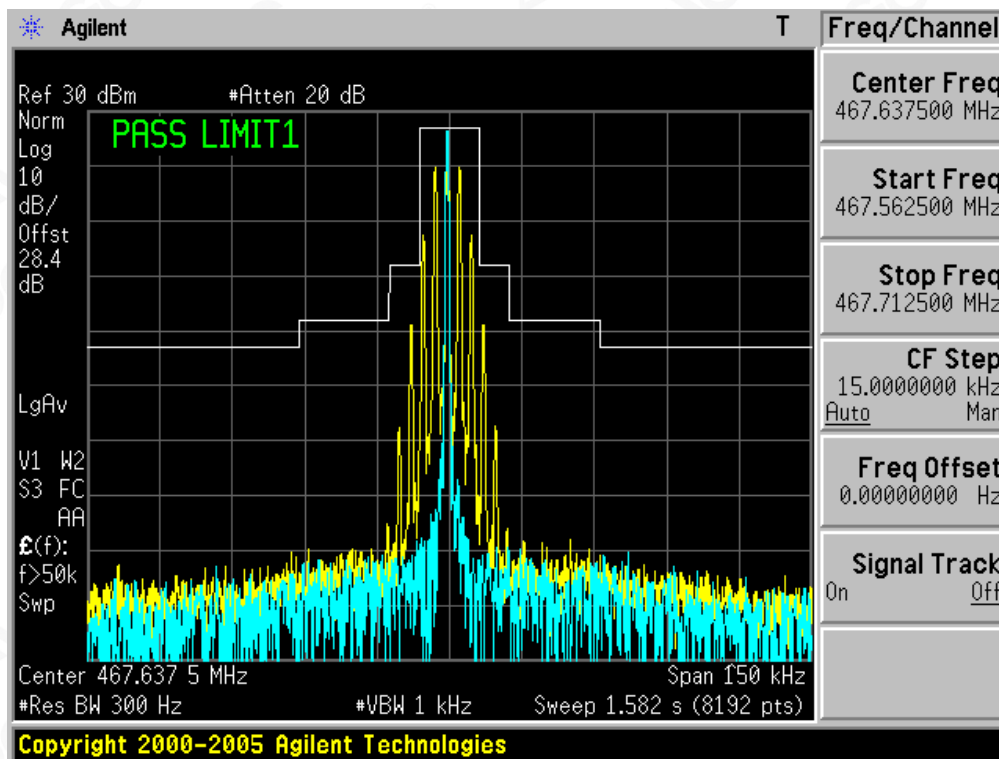 Agilent T Freq/Channel
Ref 30 dBm #Atten 20 dB
Norm
Log
10
dB/
Offst
28.4
dB
PASS LIMIT1
LgAv
V1 W2
S3 FC
AA
£(f):
f>50k
Swp
Center 467.637 5 MHz Span 150 kHz
#Res BW 300 Hz #VBW 1 kHz Sweep 1.582 s (8192 pts)
Copyright 2000-2005 Agilent Technologies
Center Freq
467.637500 MHz
Start Freq
467.562500 MHz
Stop Freq
467.712500 MHz
CF Step
15.0000000 kHz
Auto Man
Freq Offset
0.00000000 Hz
Signal Track
On Off